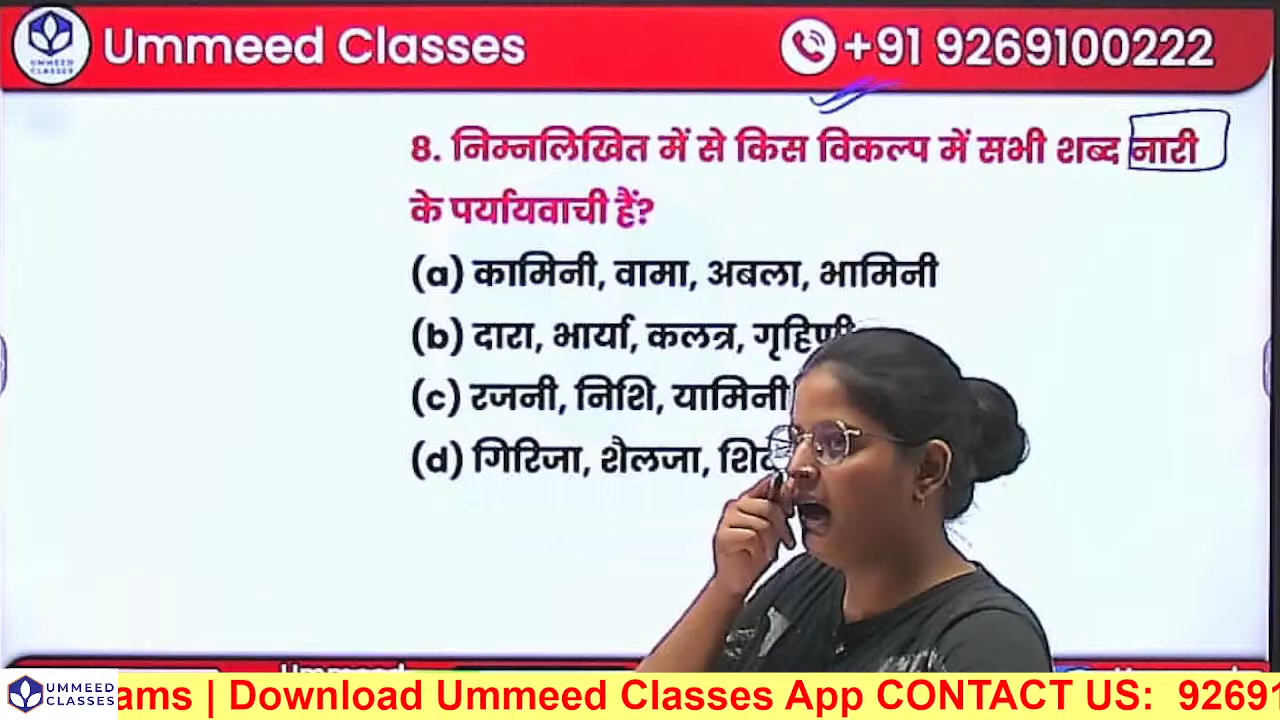 Ummeed Classes
+91 9269100222
8. निम्नलिखित में से किस विकल्प में सभी शब्द नारी
के पर्यायवाची हैं?
(a) कामिनी, वामा, अबला, भामिनी
(b) दारा, भार्या, कलत्र, गृहिणी
(c) रजनी, निशि, यामिनी
(d) गिरिजा, शैलजा,
UMMEED
CLASSES
ams | Download Ummeed Classes App CONTACT US: 92691